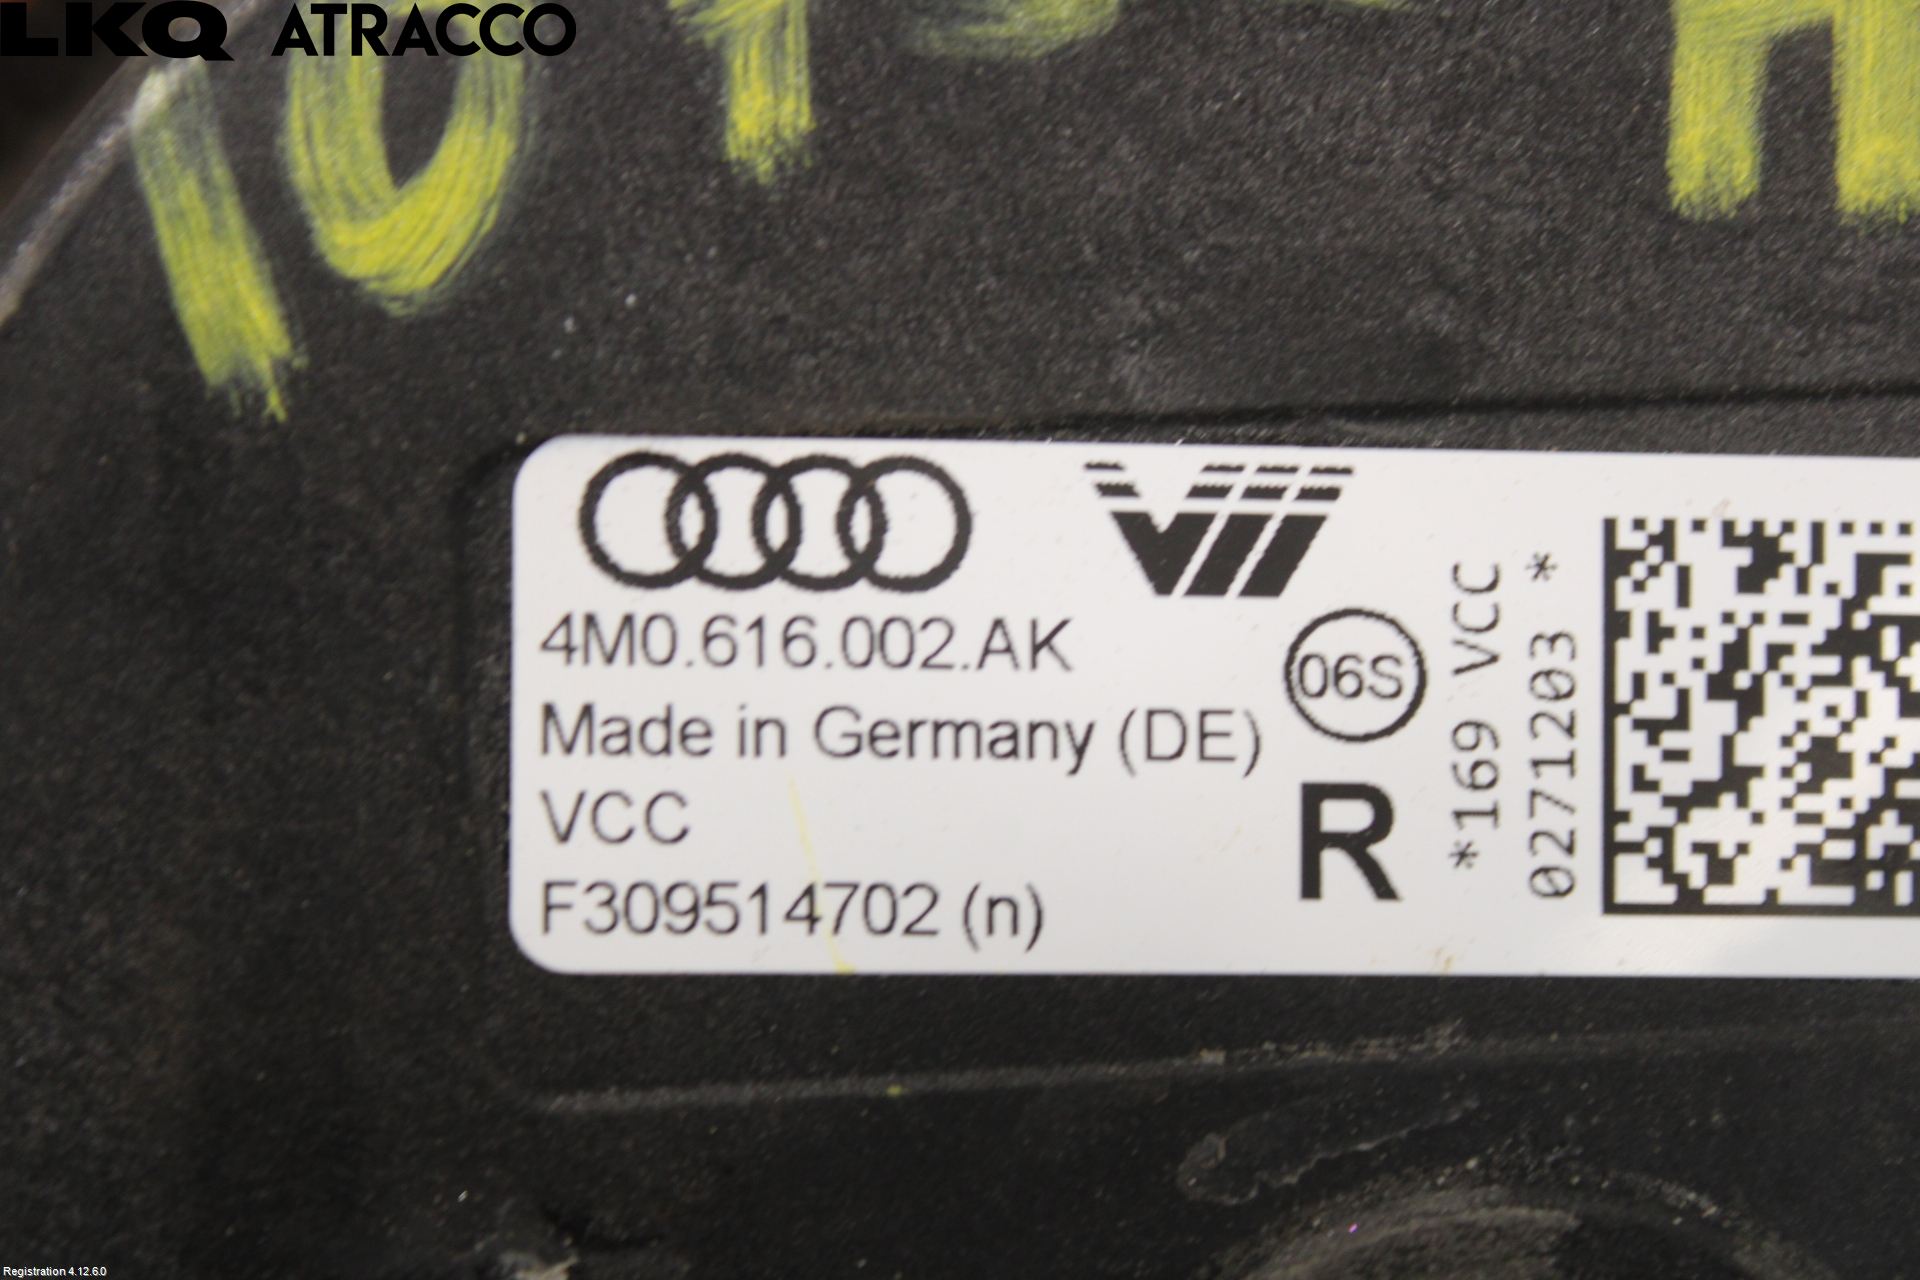 LKQ ATRACCO
10
4M0.616.002.AK
Made in Germany (DE)
VCC
F309514702 (n)
06S
R
*169 VCC
0271203 *
Registration 4.12.6.0